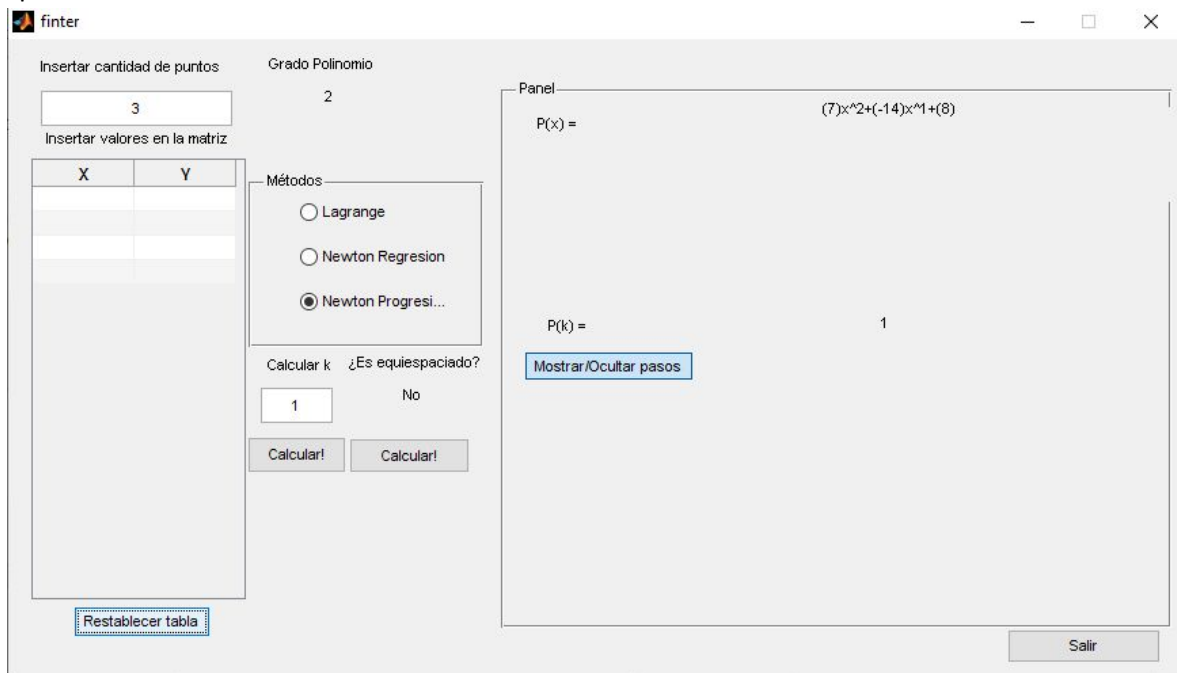 finter
Insertar cantidad de puntos
3
Insertar valores en la matriz
X Y
Restablecer tabla
Grado Polinomio
2
Métodos
Lagrange
Newton Regresion
Newton Progresi...
Calcular k ¿Es equiespaciado?
1 No
Calcular! Calcular!
Panel
P(x) = (7)x^2+(-14)x^1+(8)
P(k) = 1
Mostrar/Ocultar pasos
Salir